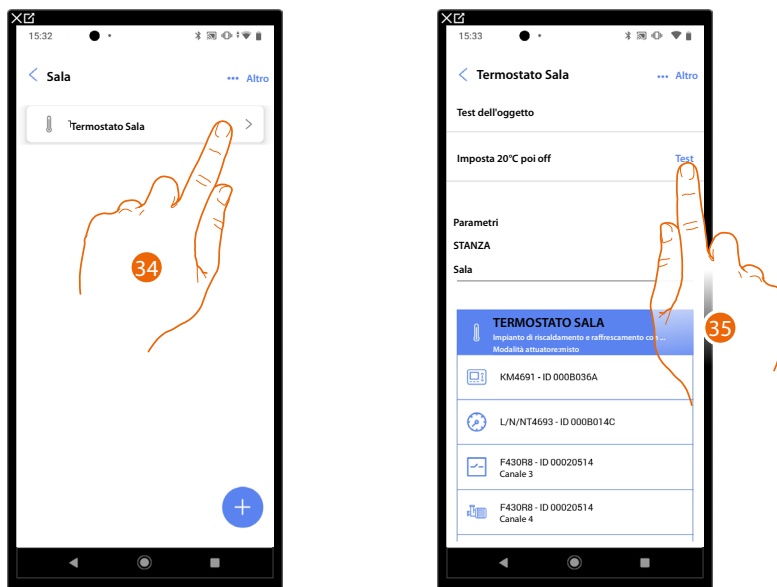 15:32
Sala
Altro
Termostato Sala
34
15:33
Termostato Sala
Altro
Test dell'oggetto
Imposta 20°C poi off
Test
Parametri
STANZA
Sala
TERMOSTATO SALA
Impianto di riscaldamento e raffrescamento con ...
Modalità attuatore:misto
KM4691 - ID 000B036A
L/N/NT4693 - ID 000B014C
F430R8 - ID 00020514
Canale 3
F430R8 - ID 00020514
Canale 4
35